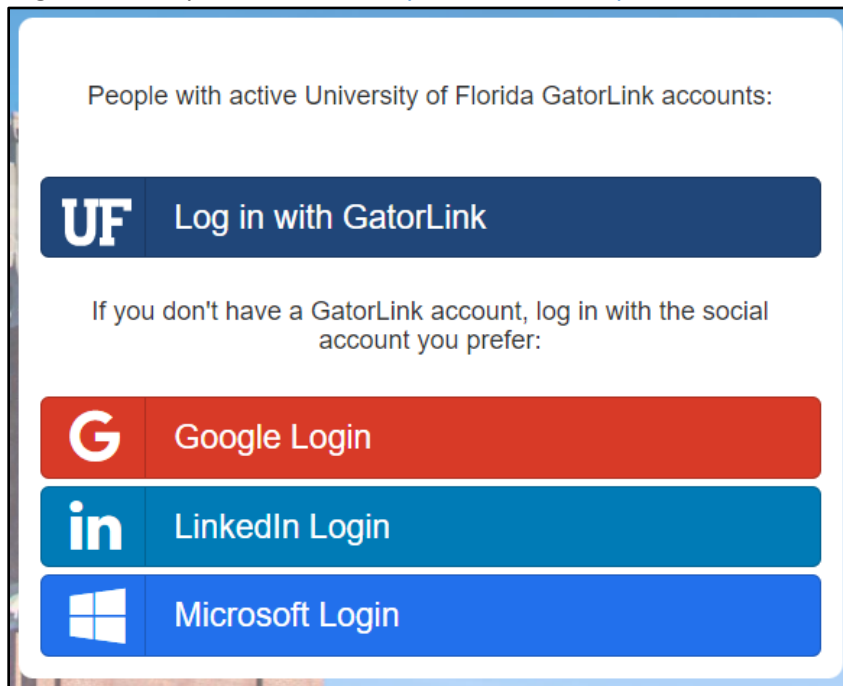 People with active University of Florida GatorLink accounts:
UF Log in with GatorLink
If you don't have a GatorLink account, log in with the social
account you prefer:
G Google Login
in LinkedIn Login
Microsoft Login